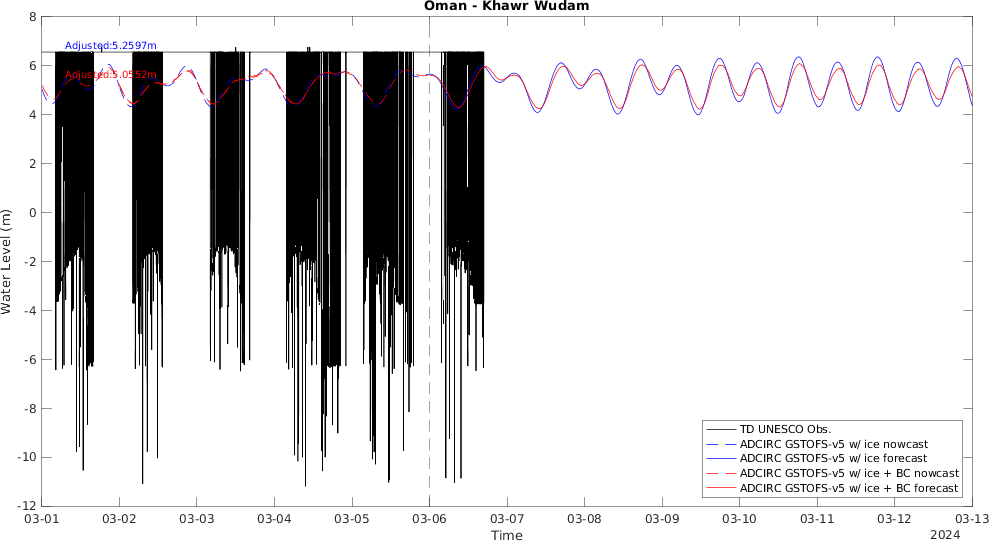 Oman - Khawr Wudam
8
6
4
2
0
-2
-4
-6
-8
-10
-12
Water Level (m)
Adjusted:5.2597m
Adjusted:5.0552m
TD UNESCO Obs.
ADCIRC GSTOFS-v5 w/ ice nowcast
ADCIRC GSTOFS-v5 w/ ice forecast
ADCIRC GSTOFS-v5 w/ ice + BC nowcast
ADCIRC GSTOFS-v5 w/ ice + BC forecast
03-01 03-02 03-03 03-04 03-05 03-06 03-07 03-08 03-09 03-10 03-11 03-12 03-13
Time
2024